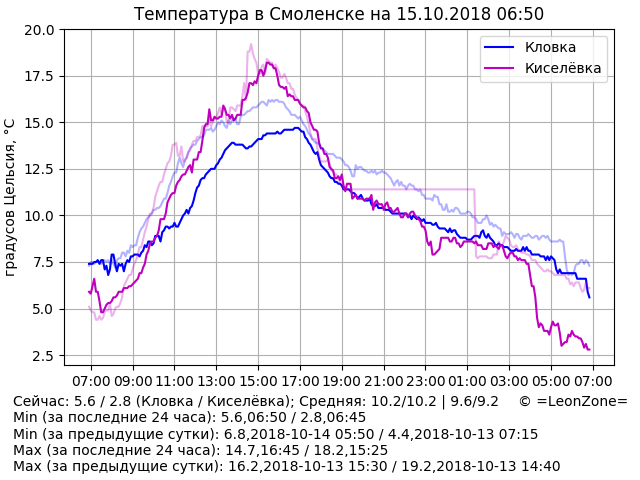 Температура в Смоленске на 15.10.2018 06:50
20.0
17.5
15.0
12.5
10.0
7.5
5.0
2.5
градусов Цельсия, °C
Кловка
Киселёвка
07:00 09:00 11:00 13:00 15:00 17:00 19:00 21:00 23:00 01:00 03:00 05:00 07:00
Сейчас: 5.6 / 2.8 (Кловка / Киселёвка); Средняя: 10.2/10.2 | 9.6/9.2 © =LeonZone=
Min (за последние 24 часа): 5.6,06:50 / 2.8,06:45
Min (за предыдущие сутки): 6.8,2018-10-14 05:50 / 4.4,2018-10-13 07:15
Max (за последние 24 часа): 14.7,16:45 / 18.2,15:25
Max (за предыдущие сутки): 16.2,2018-10-13 15:30 / 19.2,2018-10-13 14:40